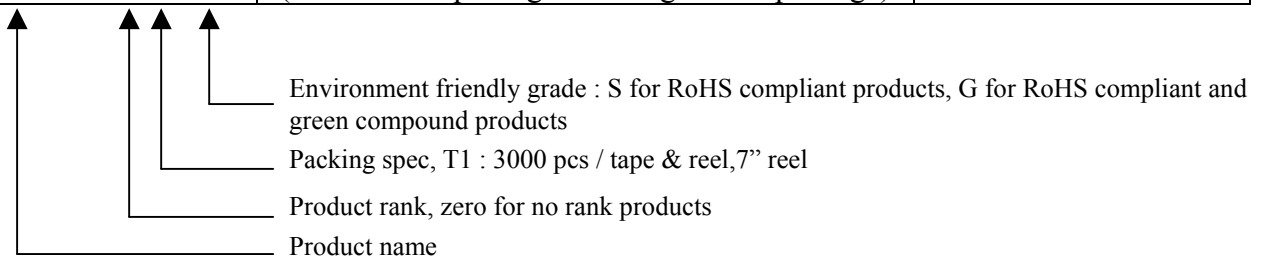 Environment friendly grade : S for RoHS compliant products, G for RoHS compliant and
green compound products
Packing spec, T1 : 3000 pcs / tape & reel,7” reel
Product rank, zero for no rank products
Product name